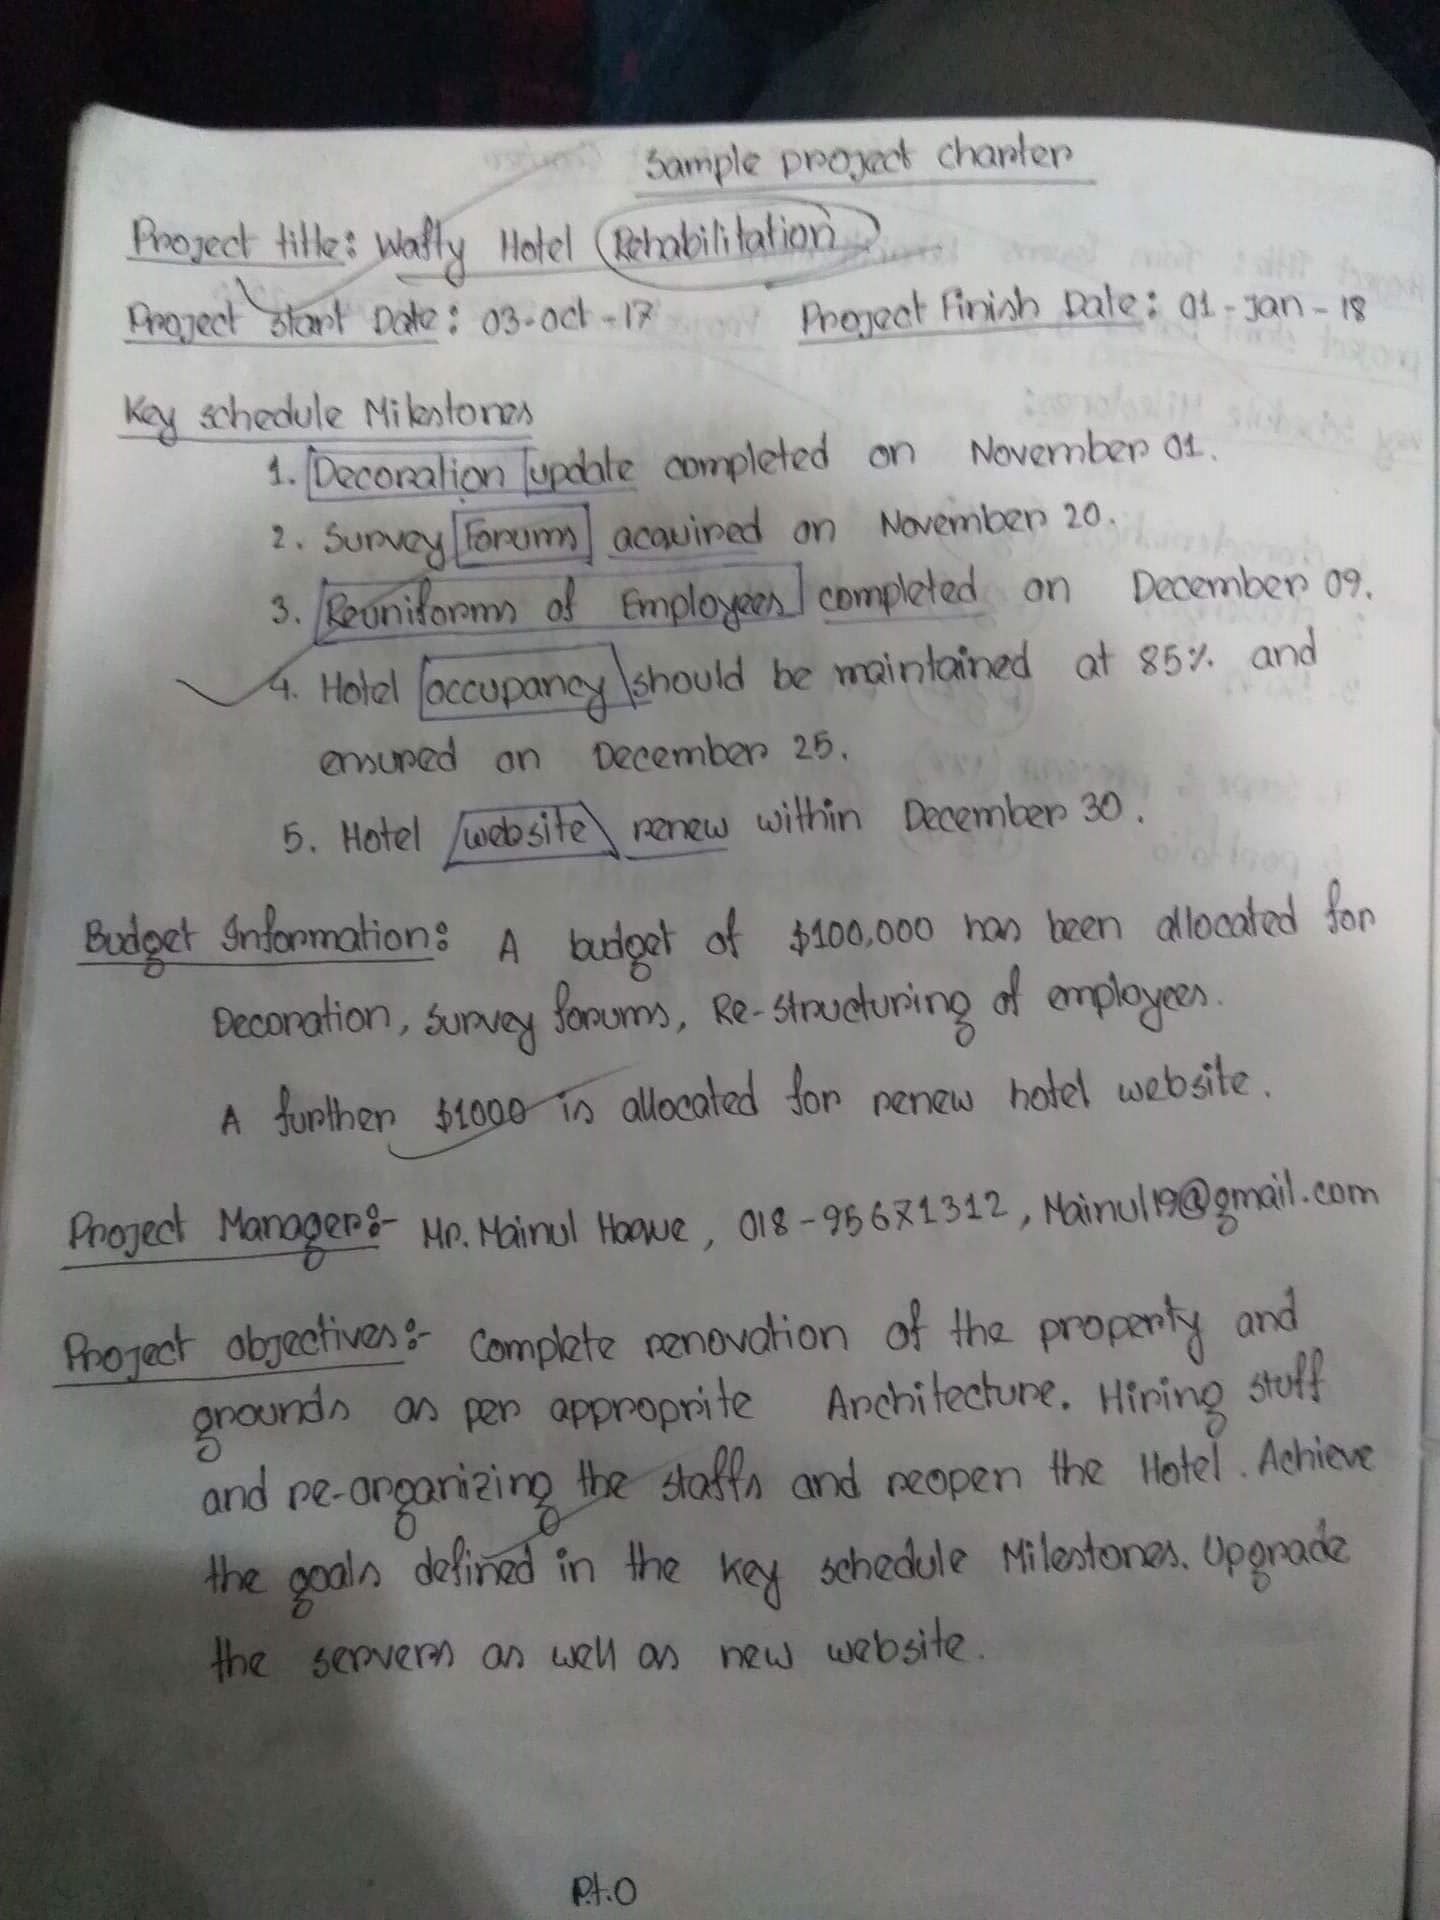 Sample project charter
Project title: Wafty Hotel Rehabilitation
Project start Date: 03-oct-17 Project Finish Date: 01-Jan-18
Key schedule Milestones
1. Decoration update completed on November 01.
2. Survey Forums acquired on November 20.
3. Reuniforms of Employees completed on December 09.
4. Hotel occupancy should be maintained at 85% and
ensured on December 25.
5. Hotel website renew within December 30.
Budget Information: A budget of $100,000 has been allocated for
Decoration, survey forums, Re-structuring of employees.
A further $1000 is allocated for renew hotel website.
Project Manager:- Mr. Mainul Haque, 018-95671312, Mainul19@gmail.com
Project objectives:- Complete renovation of the property and
grounds as per approprite Architecture. Hiring stuff
and re-organizing the staffs and reopen the Hotel. Achieve
the goals defined in the key schedule Milestones. Upgrade
the servers as well as new website.
P.t.O